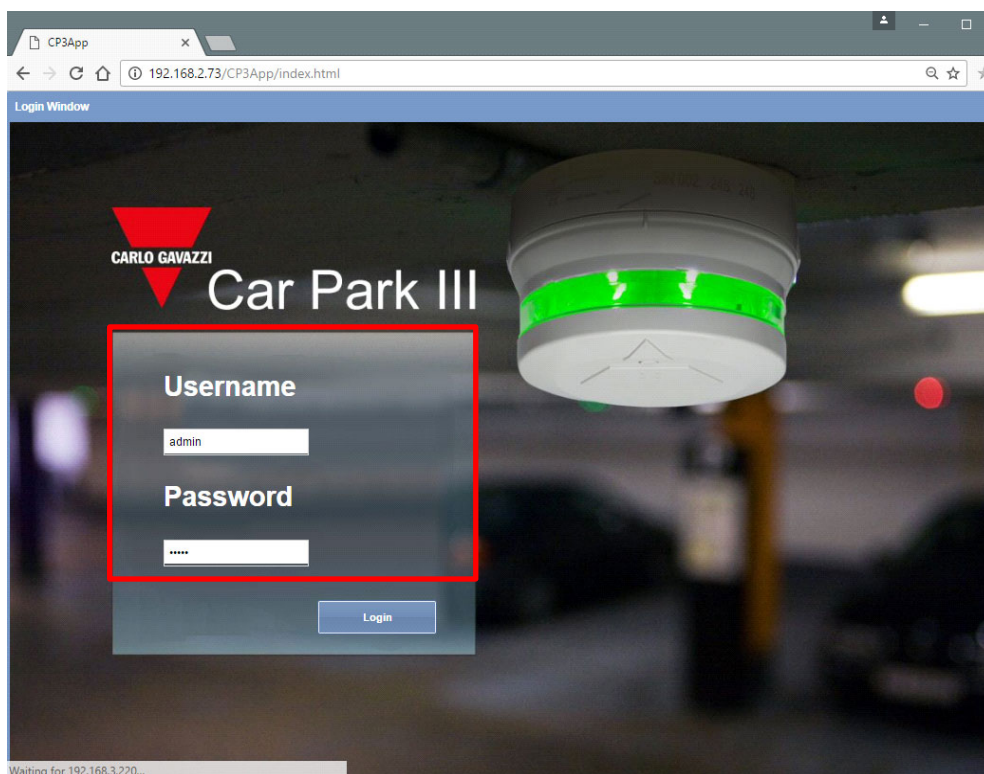 CP3App
192.168.2.73/CP3App/index.html
Login Window
CARLO GAVAZZI
Car Park III
Username
admin
Password
•••••
Login
Waiting for 192.168.3.220...